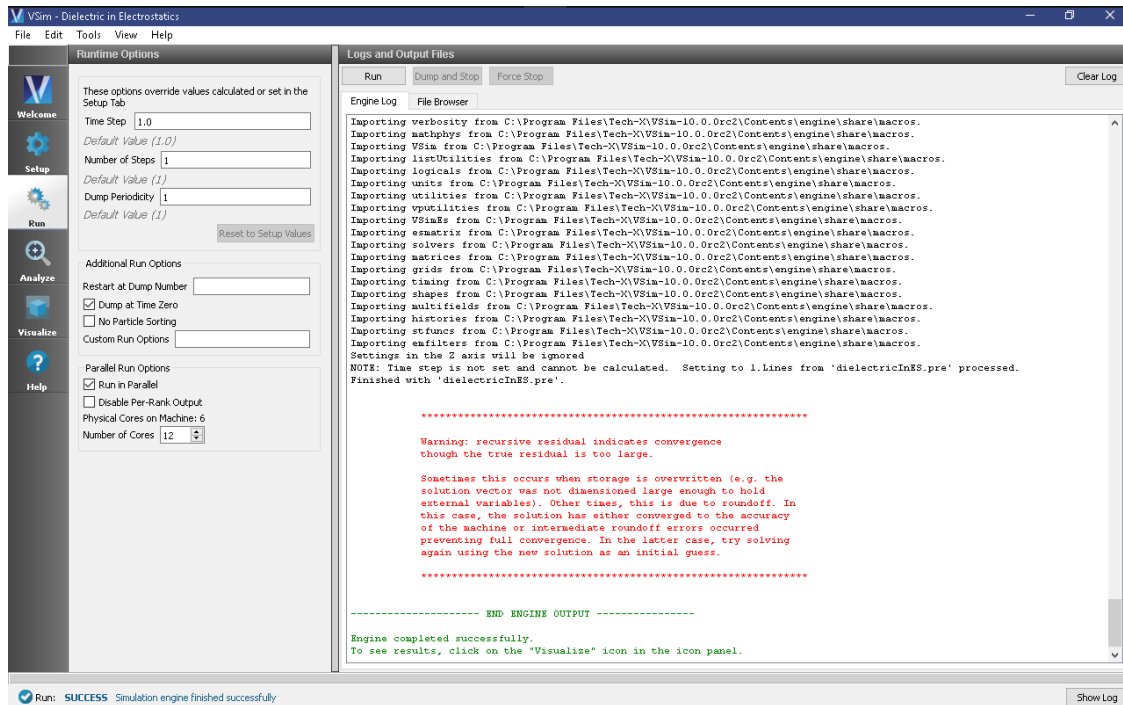 VSim - Dielectric in Electrostatics
File Edit Tools View Help
Runtime Options
Logs and Output Files
Welcome
Setup
Run
Analyze
Visualize
Help
These options override values calculated or set in the
Setup Tab
Time Step 1.0
Default Value (1.0)
Number of Steps 1
Default Value (1)
Dump Periodicity 1
Default Value (1)
Reset to Setup Values
Additional Run Options
Restart at Dump Number
Dump at Time Zero
No Particle Sorting
Custom Run Options
Parallel Run Options
Run in Parallel
Disable Per-Rank Output
Physical Cores on Machine: 6
Number of Cores 12
Run Dump and Stop Force Stop Clear Log
Engine Log File Browser
Importing verbosity from C:\Program Files\Tech-X\VSim-10.0.0rc2\Contents\engine\share\macros.
Importing mathphys from C:\Program Files\Tech-X\VSim-10.0.0rc2\Contents\engine\share\macros.
Importing VSim from C:\Program Files\Tech-X\VSim-10.0.0rc2\Contents\engine\share\macros.
Importing listUtilities from C:\Program Files\Tech-X\VSim-10.0.0rc2\Contents\engine\share\macros.
Importing logicals from C:\Program Files\Tech-X\VSim-10.0.0rc2\Contents\engine\share\macros.
Importing units from C:\Program Files\Tech-X\VSim-10.0.0rc2\Contents\engine\share\macros.
Importing utilities from C:\Program Files\Tech-X\VSim-10.0.0rc2\Contents\engine\share\macros.
Importing vputilities from C:\Program Files\Tech-X\VSim-10.0.0rc2\Contents\engine\share\macros.
Importing VSimEs from C:\Program Files\Tech-X\VSim-10.0.0rc2\Contents\engine\share\macros.
Importing esmatrix from C:\Program Files\Tech-X\VSim-10.0.0rc2\Contents\engine\share\macros.
Importing solvers from C:\Program Files\Tech-X\VSim-10.0.0rc2\Contents\engine\share\macros.
Importing matrices from C:\Program Files\Tech-X\VSim-10.0.0rc2\Contents\engine\share\macros.
Importing grids from C:\Program Files\Tech-X\VSim-10.0.0rc2\Contents\engine\share\macros.
Importing timing from C:\Program Files\Tech-X\VSim-10.0.0rc2\Contents\engine\share\macros.
Importing shapes from C:\Program Files\Tech-X\VSim-10.0.0rc2\Contents\engine\share\macros.
Importing multifields from C:\Program Files\Tech-X\VSim-10.0.0rc2\Contents\engine\share\macros.
Importing histories from C:\Program Files\Tech-X\VSim-10.0.0rc2\Contents\engine\share\macros.
Importing stfuncs from C:\Program Files\Tech-X\VSim-10.0.0rc2\Contents\engine\share\macros.
Importing emfilters from C:\Program Files\Tech-X\VSim-10.0.0rc2\Contents\engine\share\macros.
Settings in the Z axis will be ignored
NOTE: Time step is not set and cannot be calculated.  Setting to 1.Lines from 'dielectricInES.pre' processed.
Finished with 'dielectricInES.pre'.
***************************************************************
Warning: recursive residual indicates convergence
though the true residual is too large.
Sometimes this occurs when storage is overwritten (e.g. the
solution vector was not dimensioned large enough to hold
external variables). Other times, this is due to roundoff. In
this case, the solution has either converged to the accuracy
of the machine or intermediate roundoff errors occurred
preventing full convergence. In the latter case, try solving
again using the new solution as an initial guess.
***************************************************************
--------------------- END ENGINE OUTPUT ----------------
Engine completed successfully.
To see results, click on the "Visualize" icon in the icon panel.
Run: SUCCESS Simulation engine finished successfully
Show Log